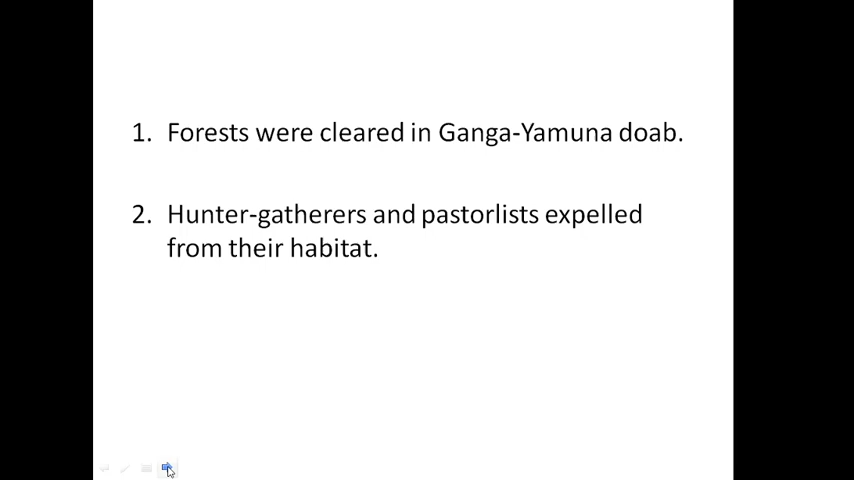 1. Forests were cleared in Ganga-Yamuna doab.
2. Hunter-gatherers and pastorlists expelled
from their habitat.